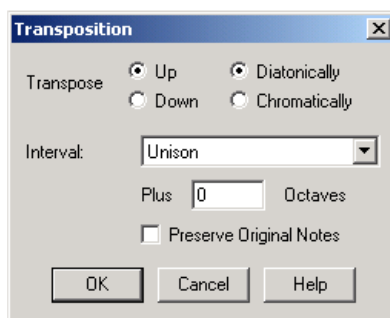 Transposition
Transpose Up Diatonically
Down Chromatically
Interval: Unison
Plus 0 Octaves
Preserve Original Notes
OK Cancel Help